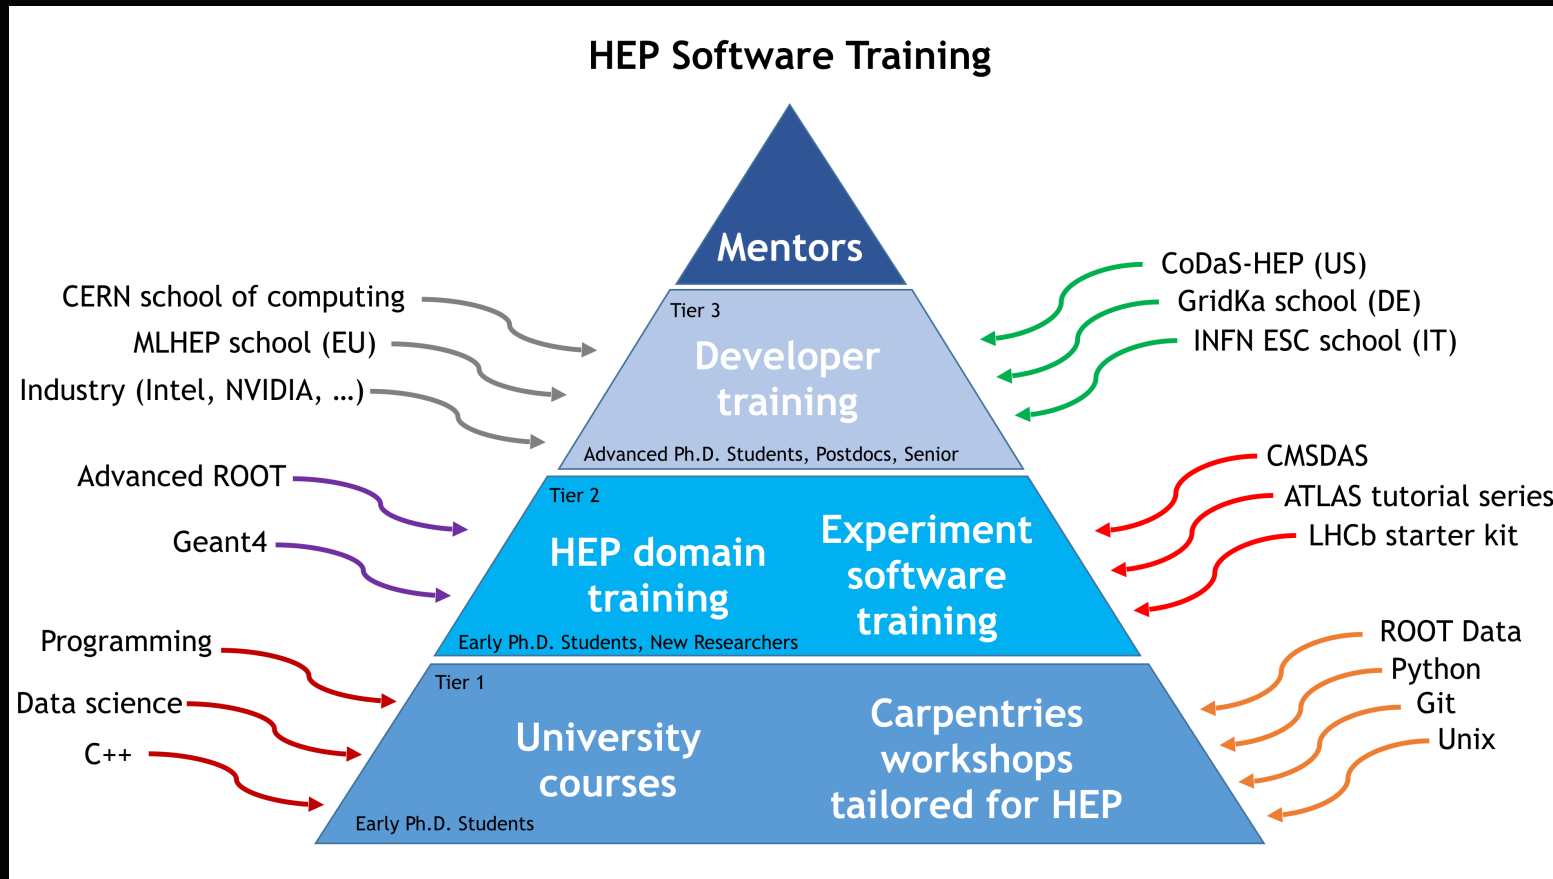 HEP Software Training
Mentors
CERN school of computing
MLHEP school (EU)
Industry (Intel, NVIDIA, ...)
CoDaS-HEP (US)
GridKa school (DE)
INFN ESC school (IT)
Tier 3
Developer
training
Advanced Ph.D. Students, Postdocs, Senior
Advanced ROOT
Geant4
CMSDAS
ATLAS tutorial series
LHCb starter kit
Tier 2
HEP domain
training
Experiment
software
training
Early Ph.D. Students, New Researchers
Programming
Data science
C++
ROOT Data
Python
Git
Unix
Tier 1
University
courses
Carpentries
workshops
tailored for HEP
Early Ph.D. Students